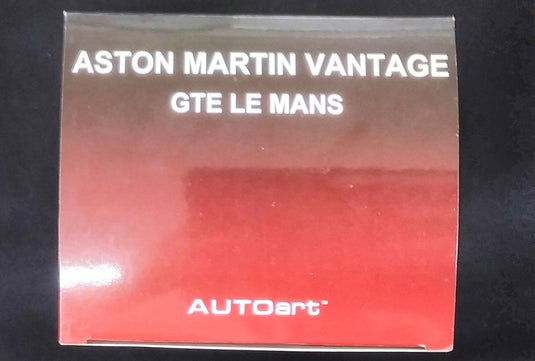 ASTON MARTIN VANTAGE
GTE LE MANS
AUTOart™